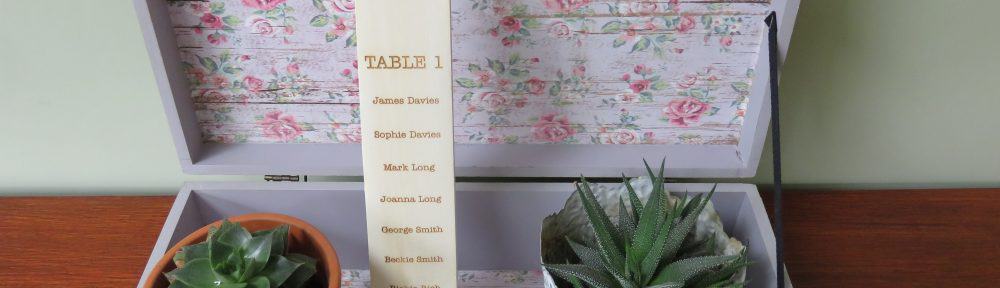 TABLE 1
James Davies
Sophie Davies
Mark Long
Joanna Long
George Smith
Beckie Smith